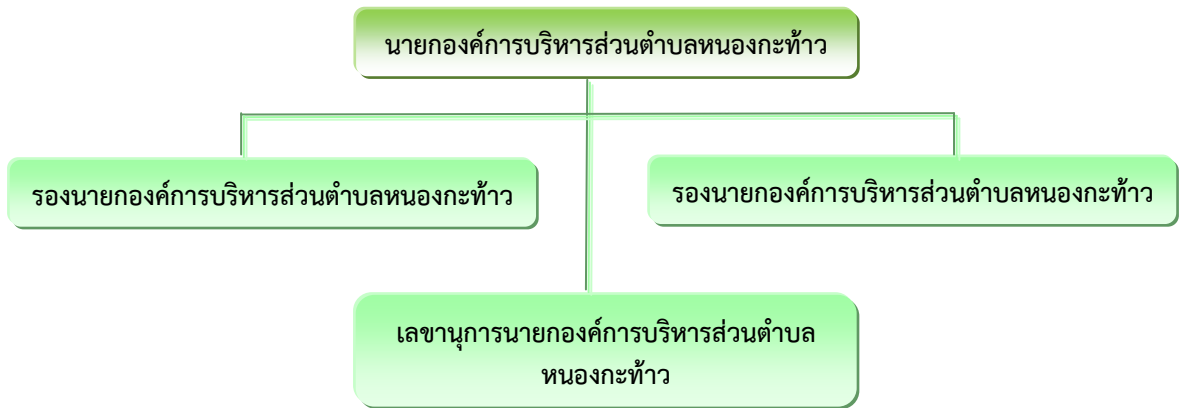 นายกองค์การบริหารส่วนตำบลหนองกะท้าว
รองนายกองค์การบริหารส่วนตำบลหนองกะท้าว
รองนายกองค์การบริหารส่วนตำบลหนองกะท้าว
เลขานุการนายกองค์การบริหารส่วนตำบล
หนองกะท้าว